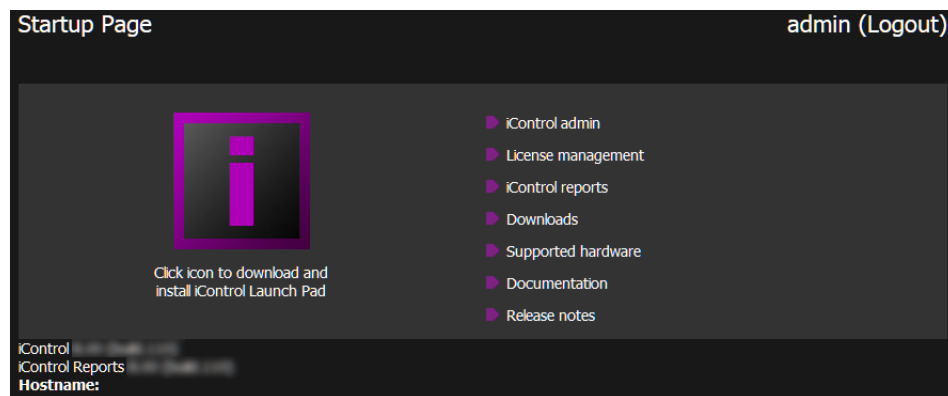 Startup Page
admin (Logout)
iControl admin
License management
iControl reports
Downloads
Supported hardware
Documentation
Release notes
Click icon to download and
install iControl Launch Pad
iControl
iControl Reports
Hostname: